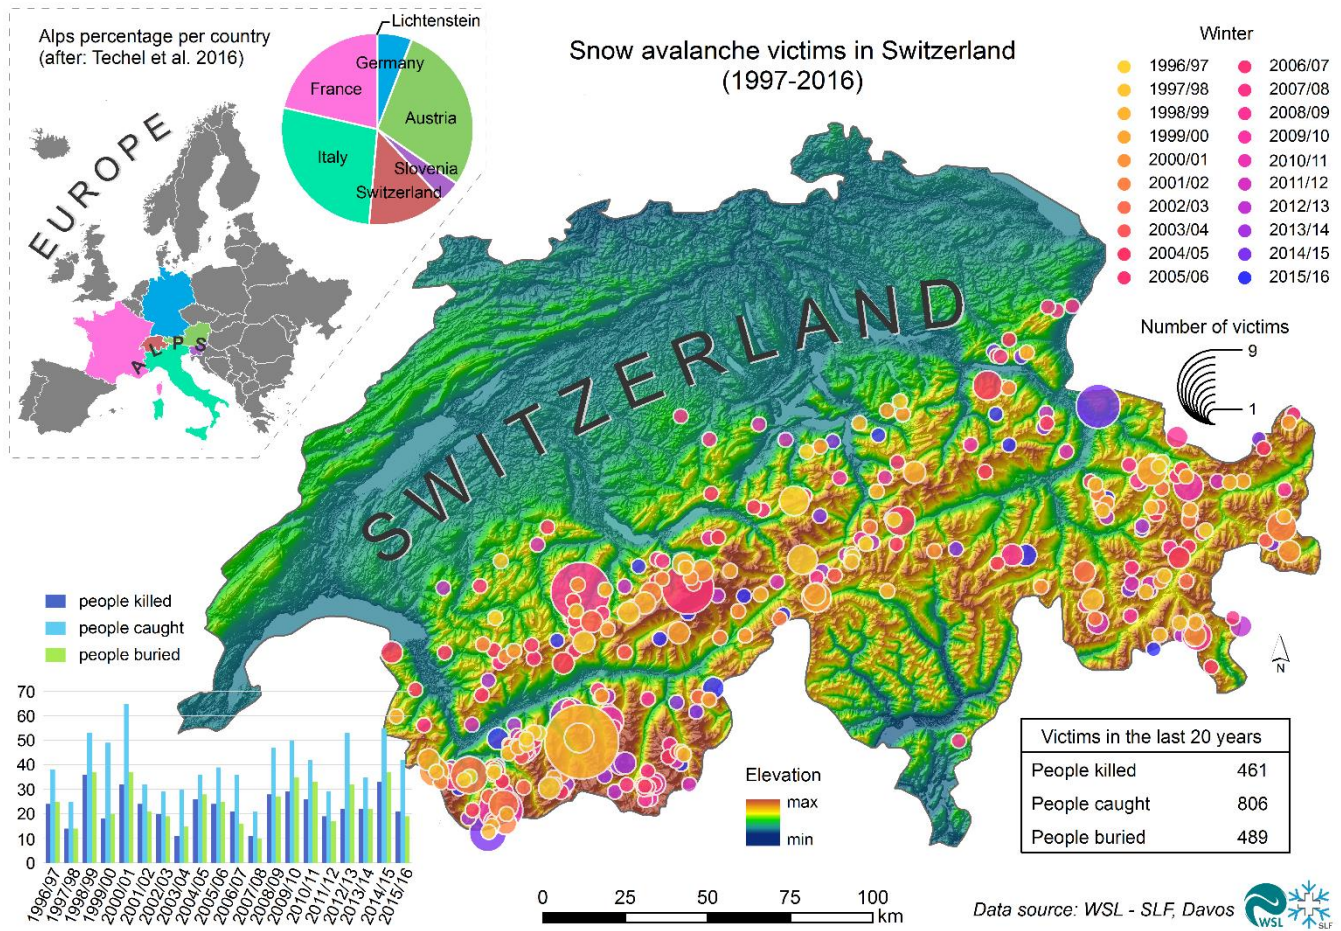 Alps percentage per country
(after: Techel et al. 2016)
Lichtenstein
Germany
France
Austria
Italy
Slovenia
Switzerland
EUROPE
ALPS
Snow avalanche victims in Switzerland
(1997-2016)
Winter
1996/97
1997/98
1998/99
1999/00
2000/01
2001/02
2002/03
2003/04
2004/05
2005/06
2006/07
2007/08
2008/09
2009/10
2010/11
2011/12
2012/13
2013/14
2014/15
2015/16
Number of victims
9
1
SWITZERLAND
people killed
people caught
people buried
70
60
50
40
30
20
10
0
1996/97
1997/98
1998/99
1999/00
2000/01
2001/02
2002/03
2003/04
2004/05
2005/06
2006/07
2007/08
2008/09
2009/10
2010/11
2011/12
2012/13
2013/14
2014/15
2015/16
Elevation
max
min
N
Victims in the last 20 years
People killed 461
People caught 806
People buried 489
0 25 50 75 100
km
Data source: WSL - SLF, Davos
WSL
SLF